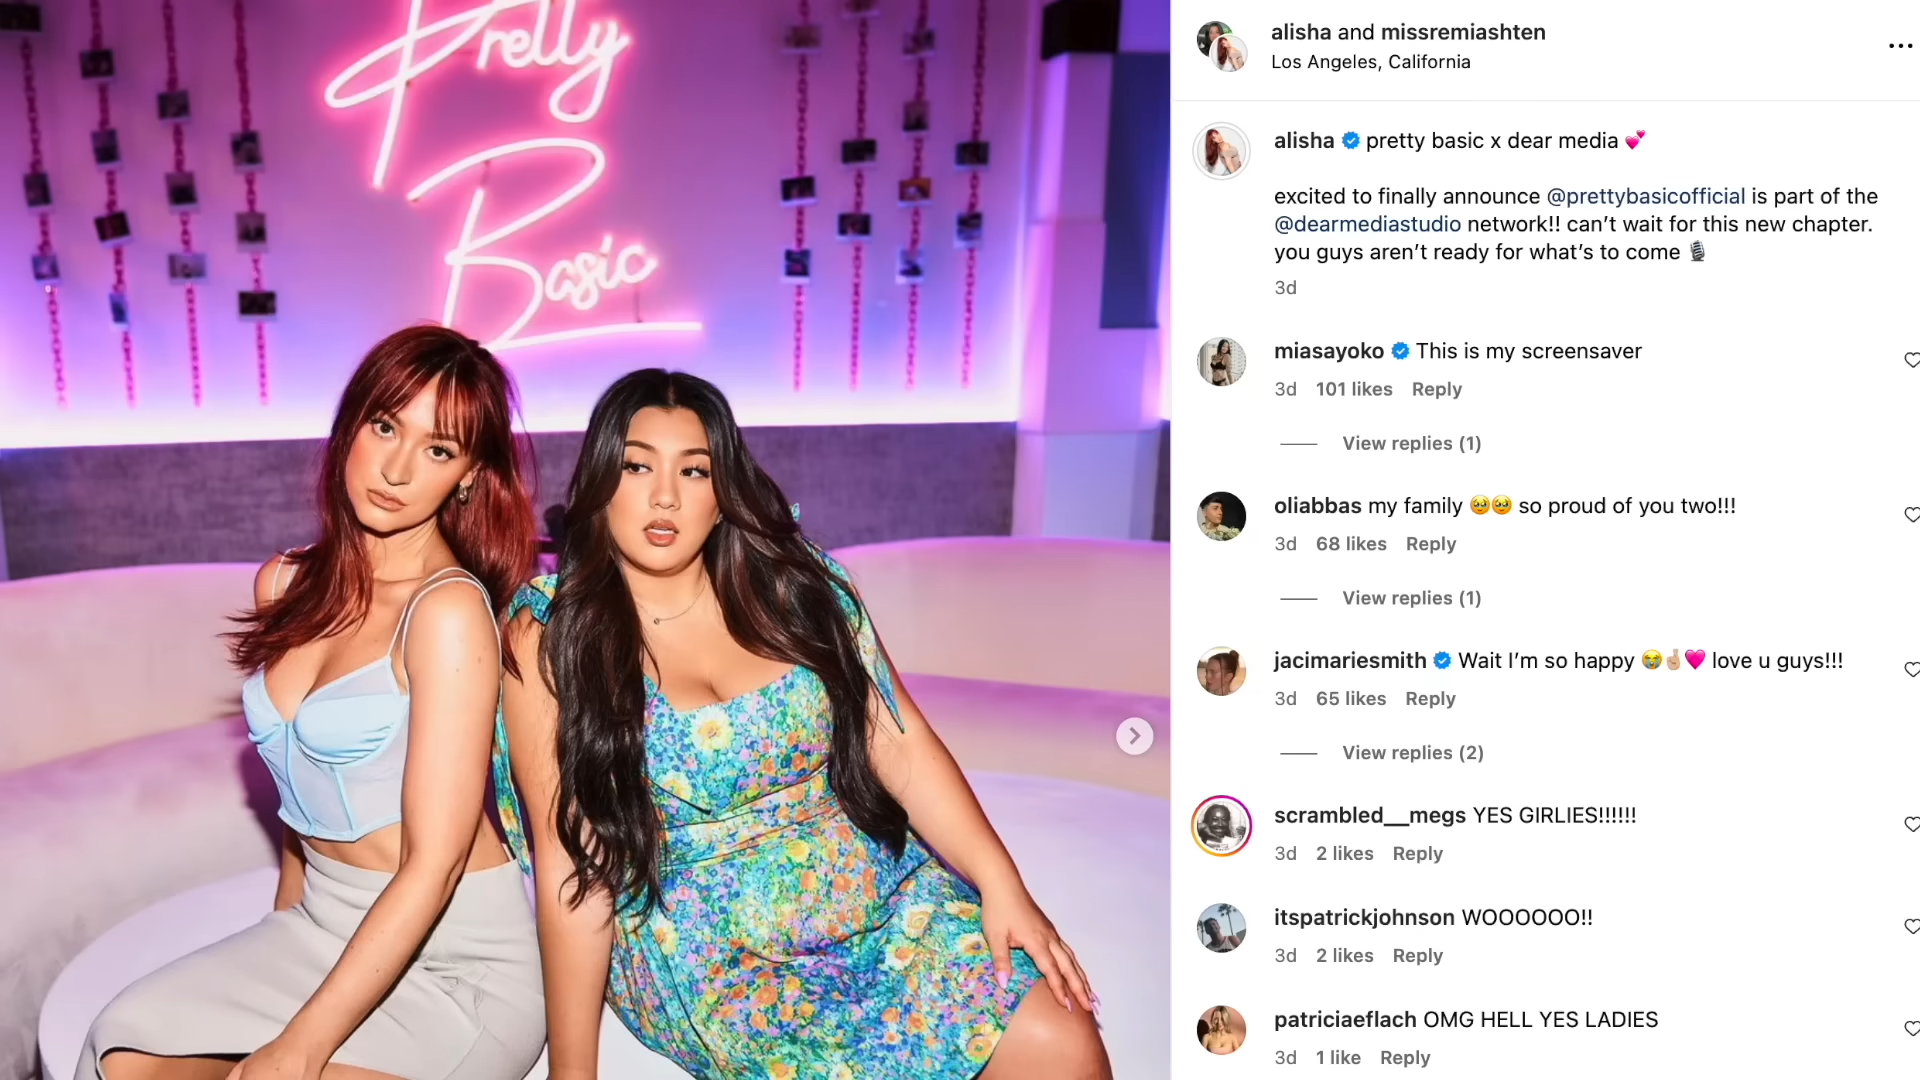 Pretty
Basic
alisha and missremiashten
Los Angeles, California
alisha pretty basic x dear media 💕
excited to finally announce @prettybasicofficial is part of the
@dearmediastudio network!! can’t wait for this new chapter.
you guys aren’t ready for what’s to come 🎙️
3d
miasayoko This is my screensaver
3d 101 likes Reply
View replies (1)
oliabbas my family 🥹🥹 so proud of you two!!!
3d 68 likes Reply
View replies (1)
jacimariesmith Wait I’m so happy 😭🤞🏼💗 love u guys!!!
3d 65 likes Reply
View replies (2)
scrambled__megs YES GIRLIES!!!!!!
3d 2 likes Reply
itspatrickjohnson WOOOOOO!!
3d 2 likes Reply
patriciaeflach OMG HELL YES LADIES
3d 1 like Reply